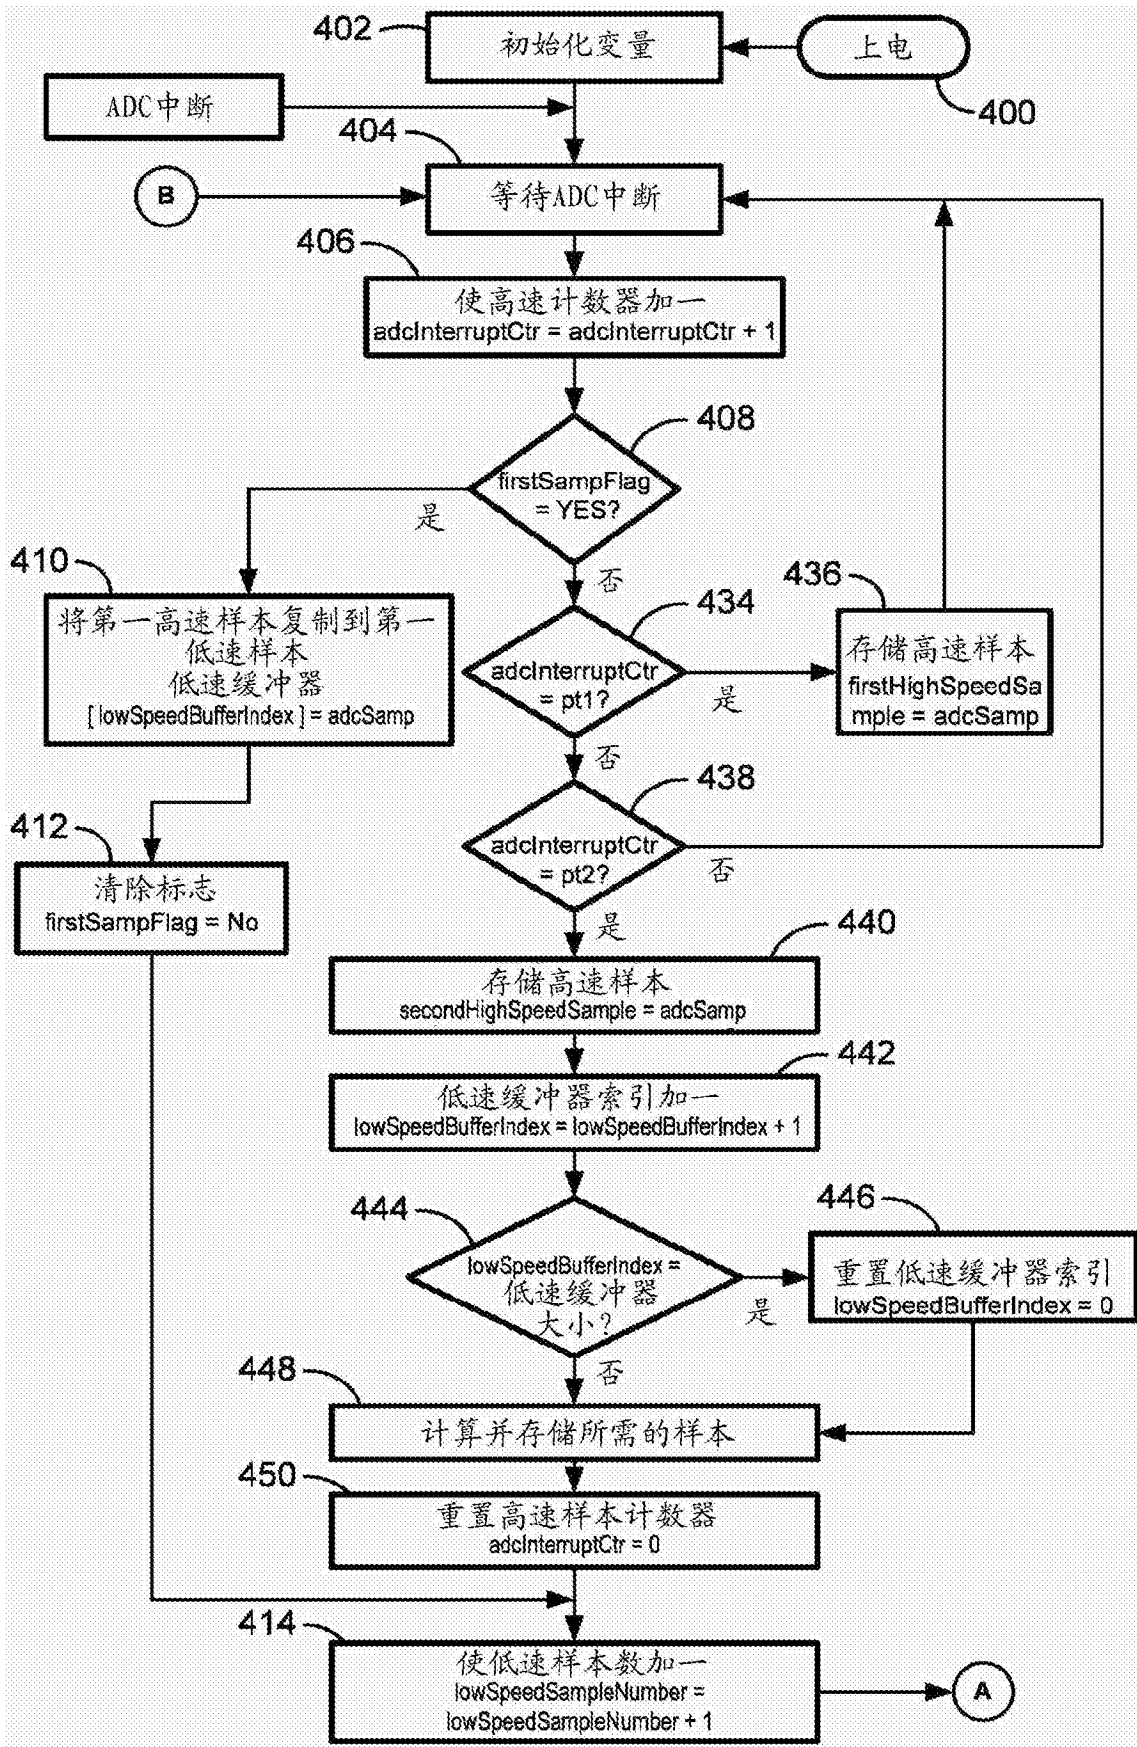 402
初始化变量
上电
400
ADC中断
404
B
等待ADC中断
406
使高速计数器加一
adcInterruptCtr = adcInterruptCtr + 1
408
firstSampFlag
= YES?
是
否
410
将第一高速样本复制到第一
低速样本
低速缓冲器
[ lowSpeedBufferIndex ] = adcSamp
434
adcInterruptCtr
= pt1?
是
否
436
存储高速样本
firstHighSpeedSa
mple = adcSamp
438
adcInterruptCtr
= pt2?
否
是
412
清除标志
firstSampFlag = No
440
存储高速样本
secondHighSpeedSample = adcSamp
442
低速缓冲器索引加一
lowSpeedBufferIndex = lowSpeedBufferIndex + 1
444
lowSpeedBufferIndex =
低速缓冲器
大小?
是
否
446
重置低速缓冲器索引
lowSpeedBufferIndex = 0
448
计算并存储所需的样本
450
重置高速样本计数器
adcInterruptCtr = 0
414
使低速样本数加一
lowSpeedSampleNumber =
lowSpeedSampleNumber + 1
A